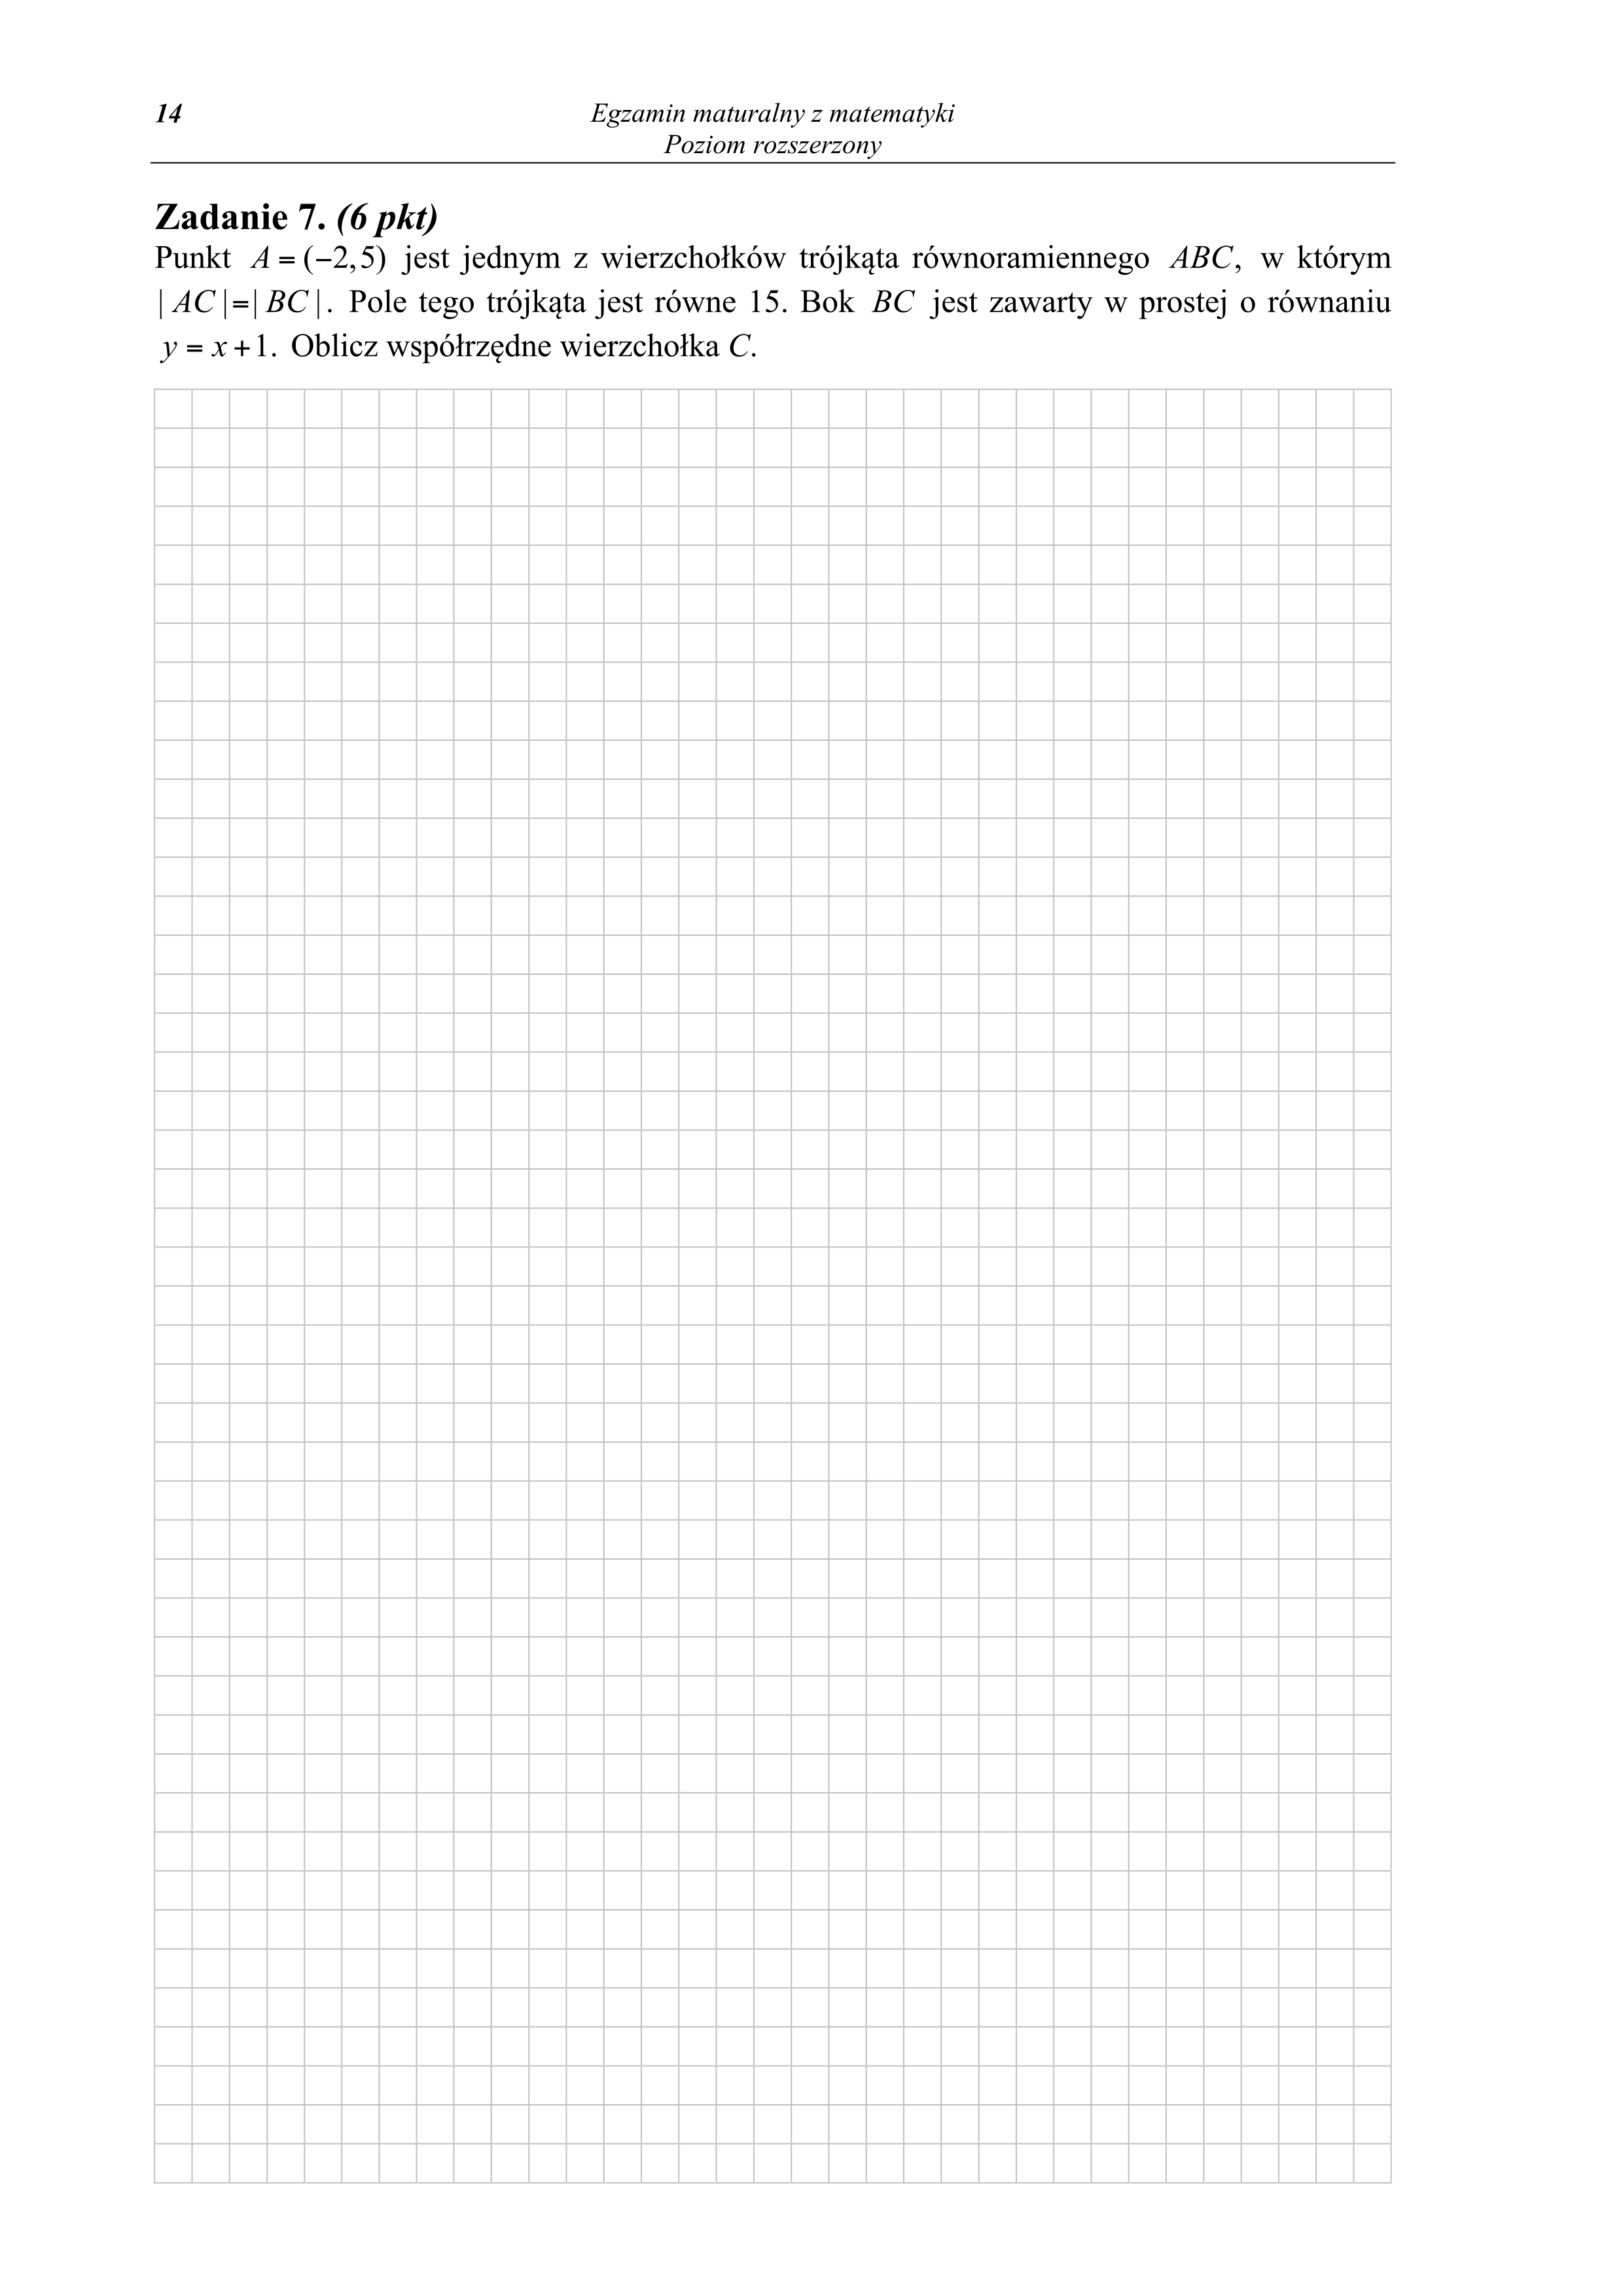 14
Egzamin maturalny z matematyki
Poziom rozszerzony
Zadanie 7. (6 pkt)
Punkt A = (−2, 5) jest jednym z wierzchołków trójkąta równoramiennego ABC, w którym
| AC |=| BC |. Pole tego trójkąta jest równe 15. Bok BC jest zawarty w prostej o równaniu
y = x +1. Oblicz współrzędne wierzchołka C.